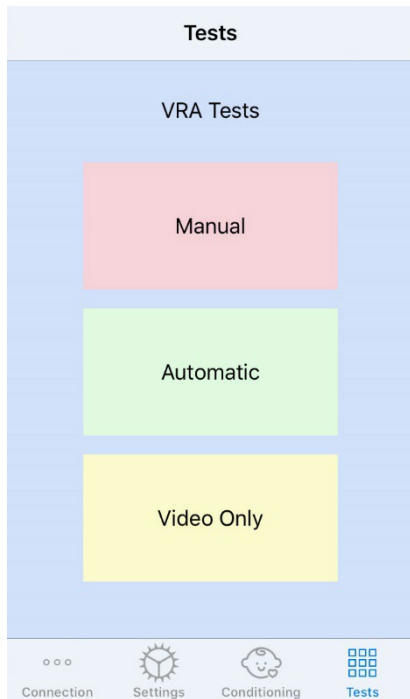 Tests
VRA Tests
Manual
Automatic
Video Only
Connection Settings Conditioning Tests